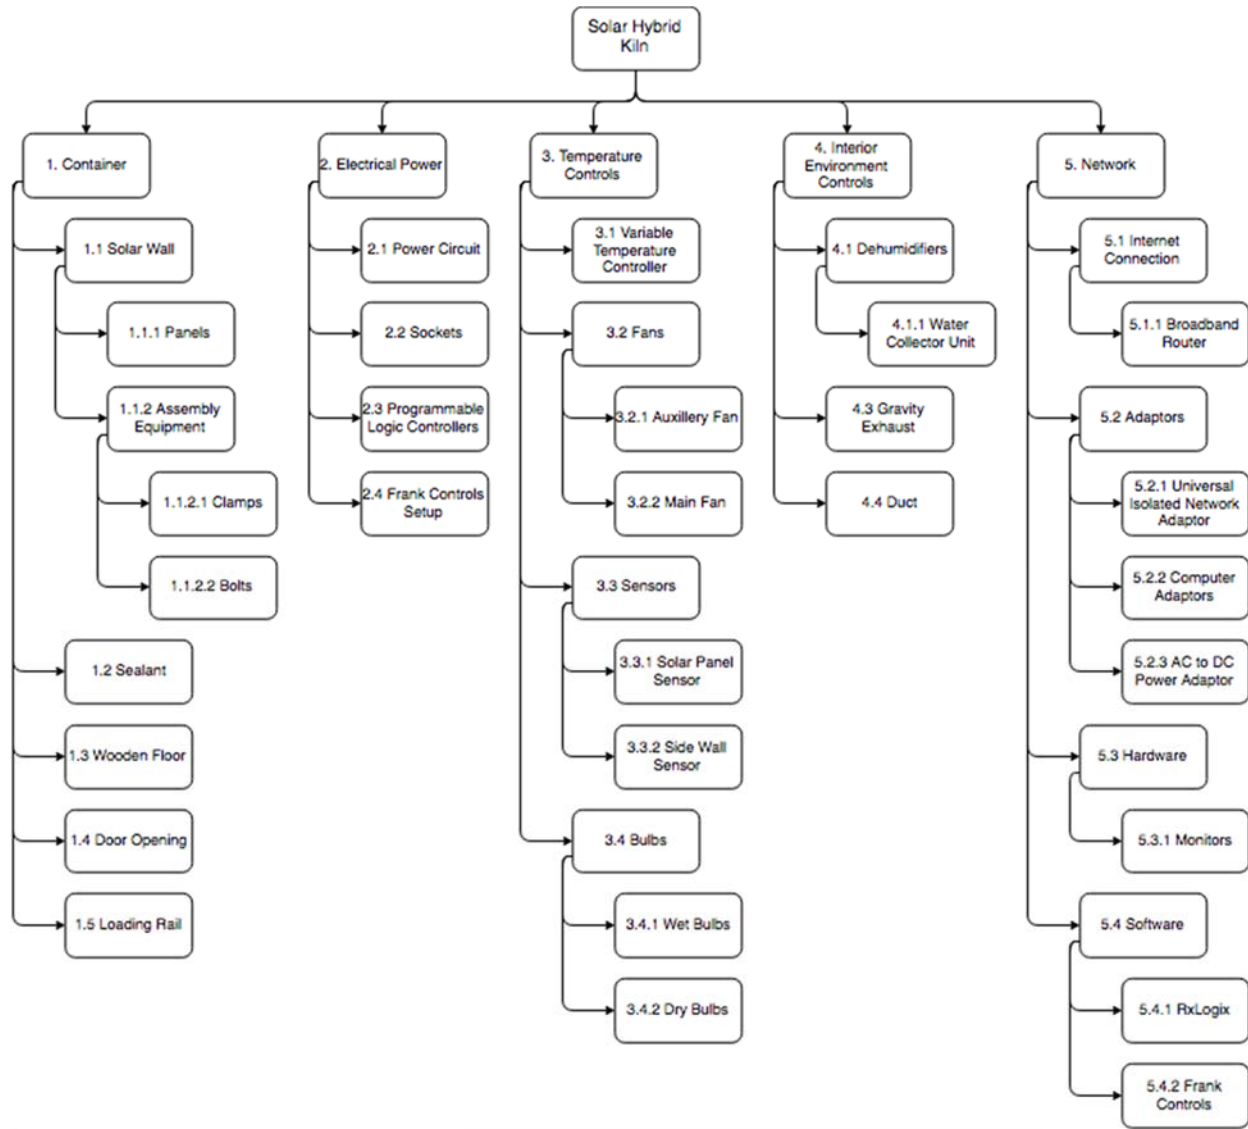 Solar Hybrid
Kiln
1. Container
1.1 Solar Wall
1.1.1 Panels
1.1.2 Assembly
Equipment
1.1.2.1 Clamps
1.1.2.2 Bolts
1.2 Sealant
1.3 Wooden Floor
1.4 Door Opening
1.5 Loading Rail
2. Electrical Power
2.1 Power Circuit
2.2 Sockets
2.3 Programmable
Logic Controllers
2.4 Frank Controls
Setup
3. Temperature
Controls
3.1 Variable
Temperature
Controller
3.2 Fans
3.2.1 Auxillery Fan
3.2.2 Main Fan
3.3 Sensors
3.3.1 Solar Panel
Sensor
3.3.2 Side Wall
Sensor
3.4 Bulbs
3.4.1 Wet Bulbs
3.4.2 Dry Bulbs
4. Interior
Environment
Controls
4.1 Dehumidifiers
4.1.1 Water
Collector Unit
4.3 Gravity
Exhaust
4.4 Duct
5. Network
5.1 Internet
Connection
5.1.1 Broadband
Router
5.2 Adaptors
5.2.1 Universal
Isolated Network
Adaptor
5.2.2 Computer
Adaptors
5.2.3 AC to DC
Power Adaptor
5.3 Hardware
5.3.1 Monitors
5.4 Software
5.4.1 RxLogix
5.4.2 Frank
Controls